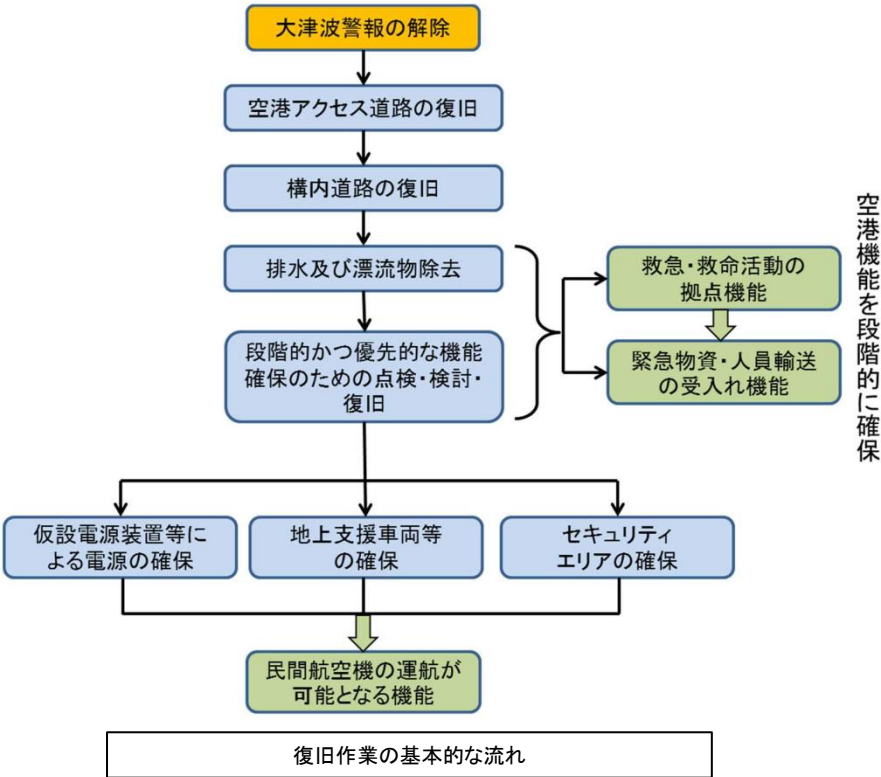 大津波警報の解除
空港アクセス道路の復旧
構内道路の復旧
排水及び漂流物除去
段階的かつ優先的な機能
確保のための点検・検討・
復旧
救急・救命活動の
拠点機能
緊急物資・人員輸送
の受入れ機能
空港機能を段階的に確保
仮設電源装置等に
よる電源の確保
地上支援車両等
の確保
セキュリティ
エリアの確保
民間航空機の運航が
可能となる機能
復旧作業の基本的な流れ